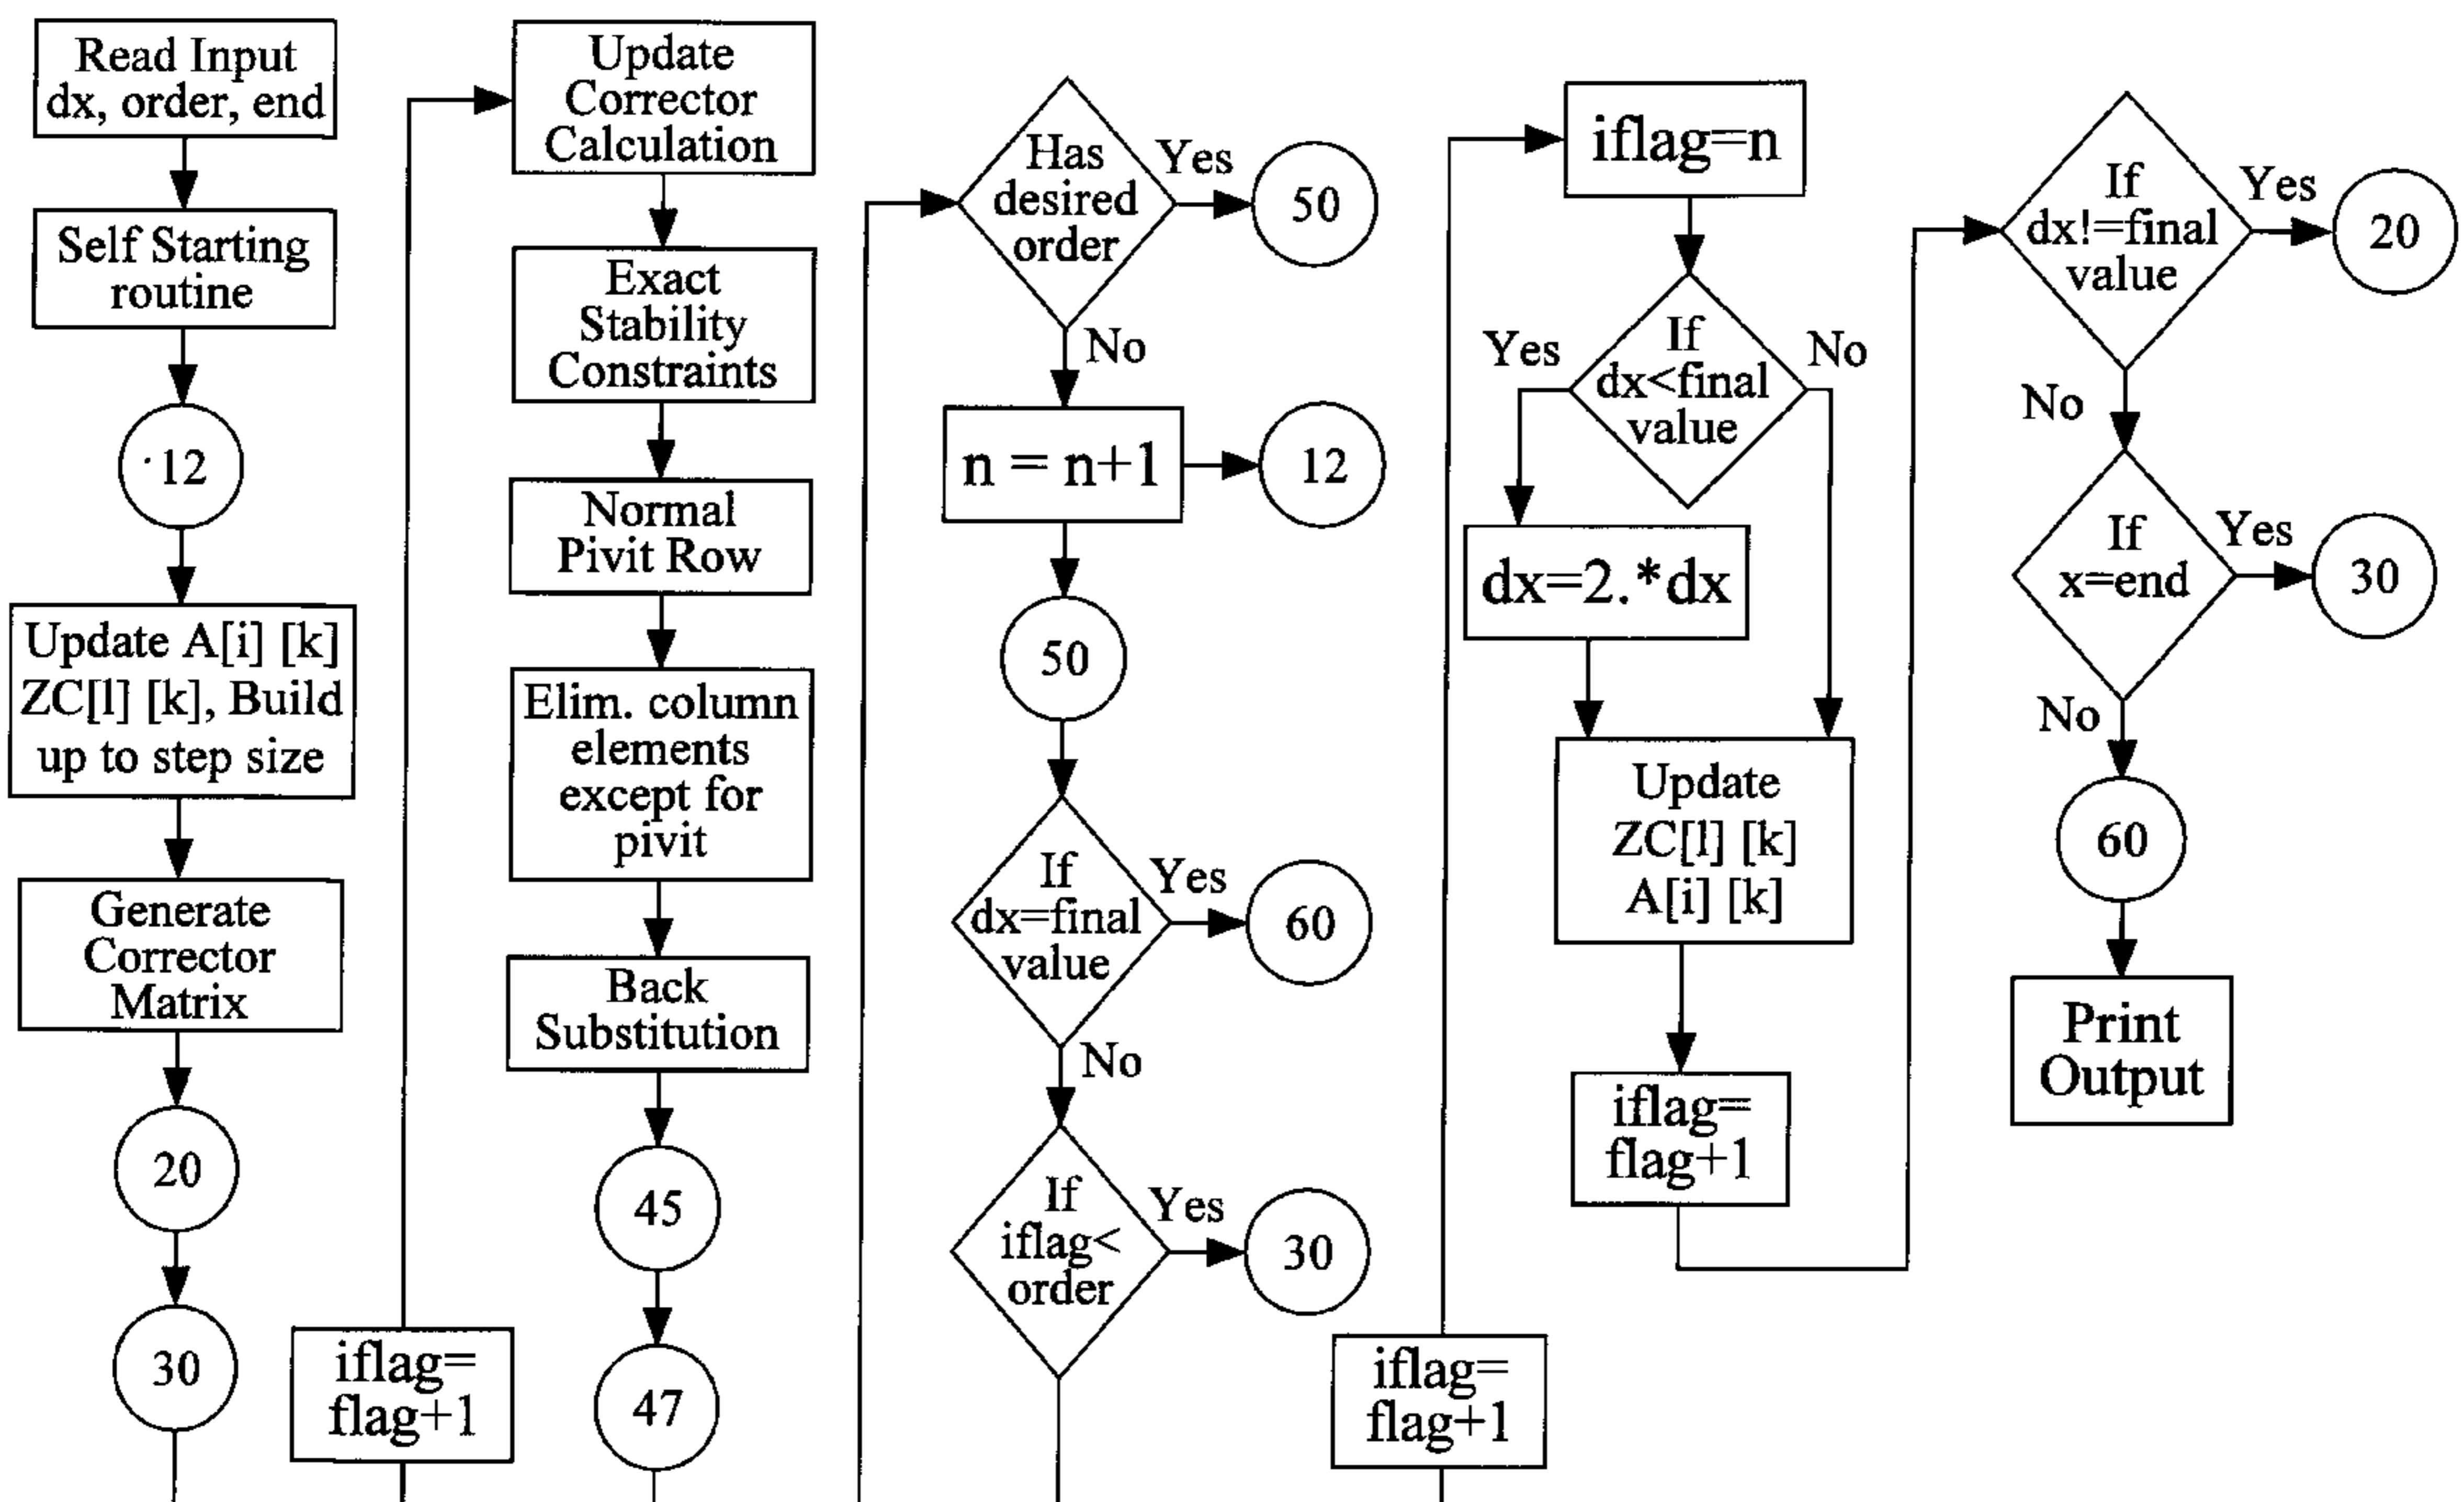 Read Input
dx, order, end
Self Starting
routine
12
Update A[i] [k]
ZC[l] [k], Build
up to step size
Generate
Corrector
Matrix
20
30
iflag=
flag+1
Update
Corrector
Calculation
Exact
Stability
Constraints
Normal
Pivit Row
Elim. column
elements
except for
pivit
Back
Substitution
45
47
Has
desired
order
Yes
50
No
n = n+1
12
50
If
dx=final
value
Yes
60
No
If
iflag<
order
Yes
30
iflag=
flag+1
iflag=n
If
dx<final
value
Yes
No
dx=2.*dx
Update
ZC[l] [k]
A[i] [k]
iflag=
flag+1
If
dx!=final
value
Yes
20
No
If
x=end
Yes
30
No
60
Print
Output